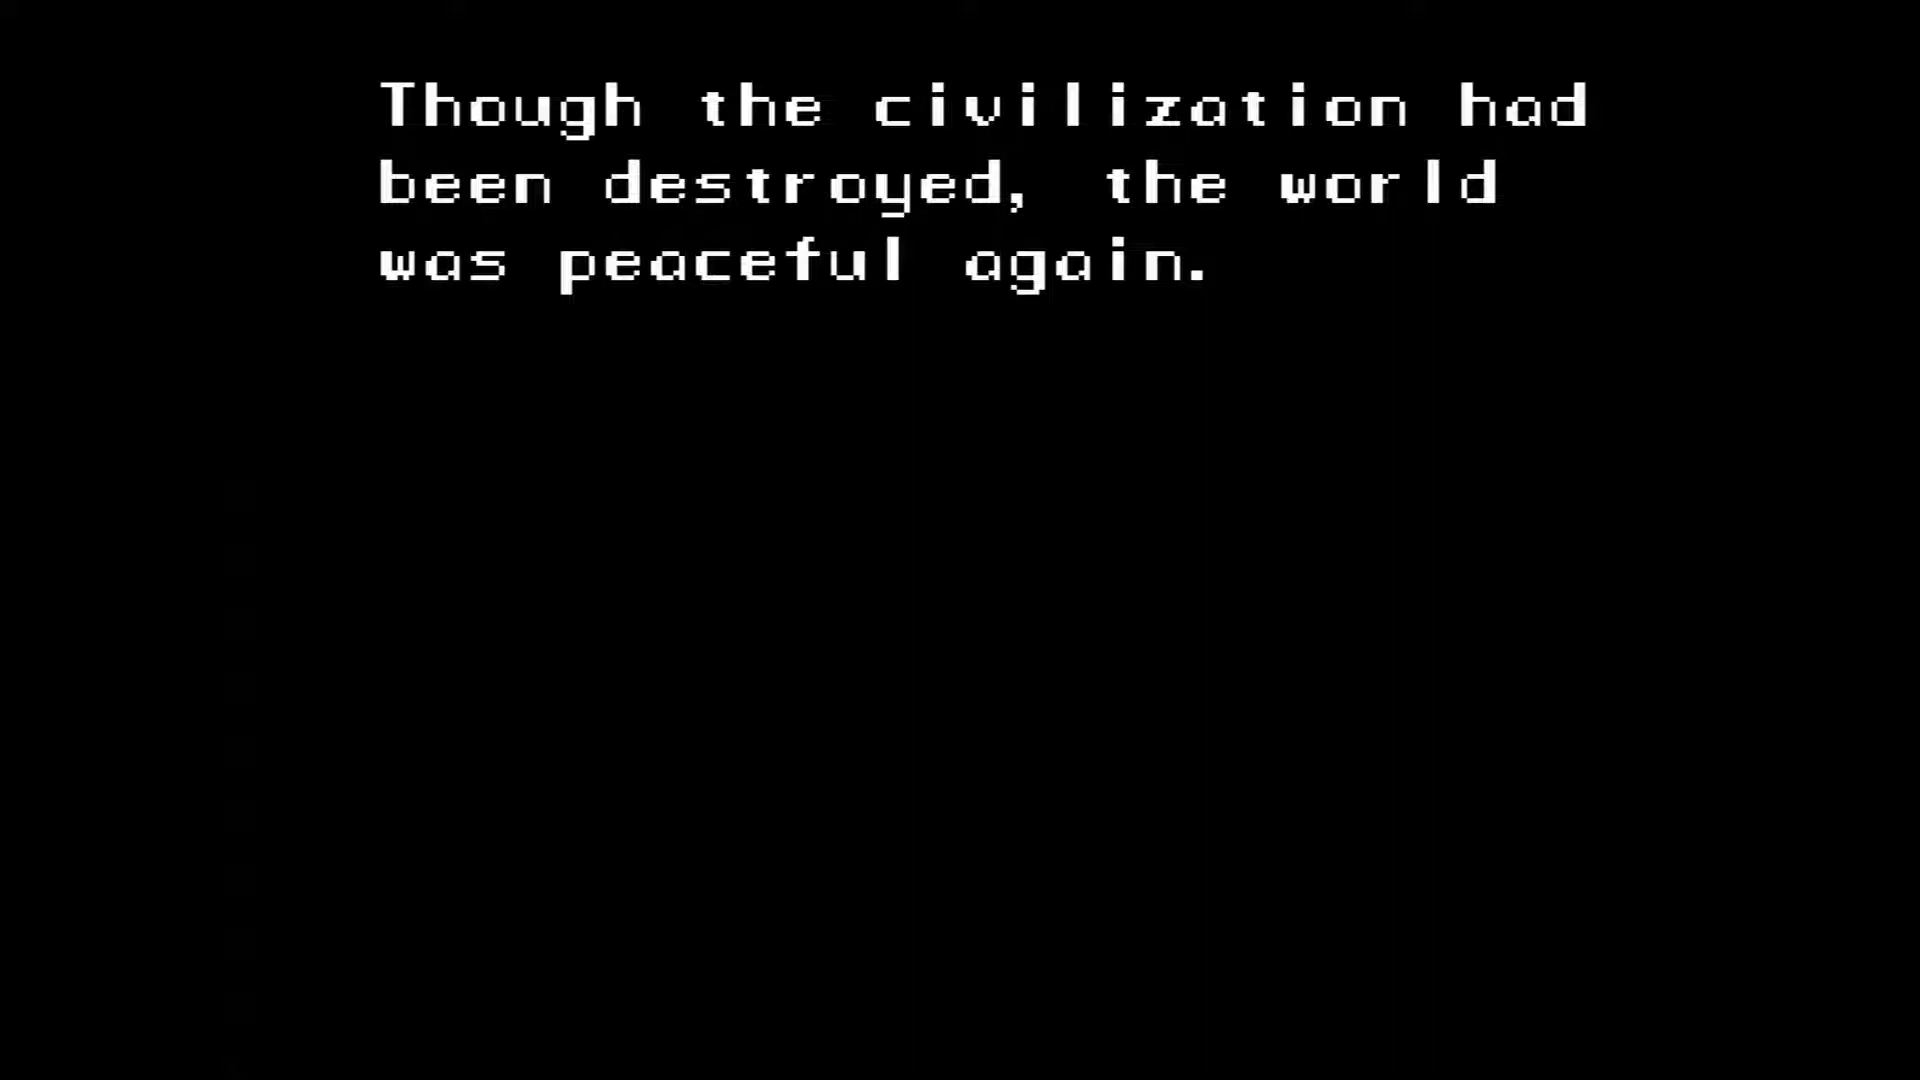 Though the civilization had
been destroyed, the world
was peaceful again.